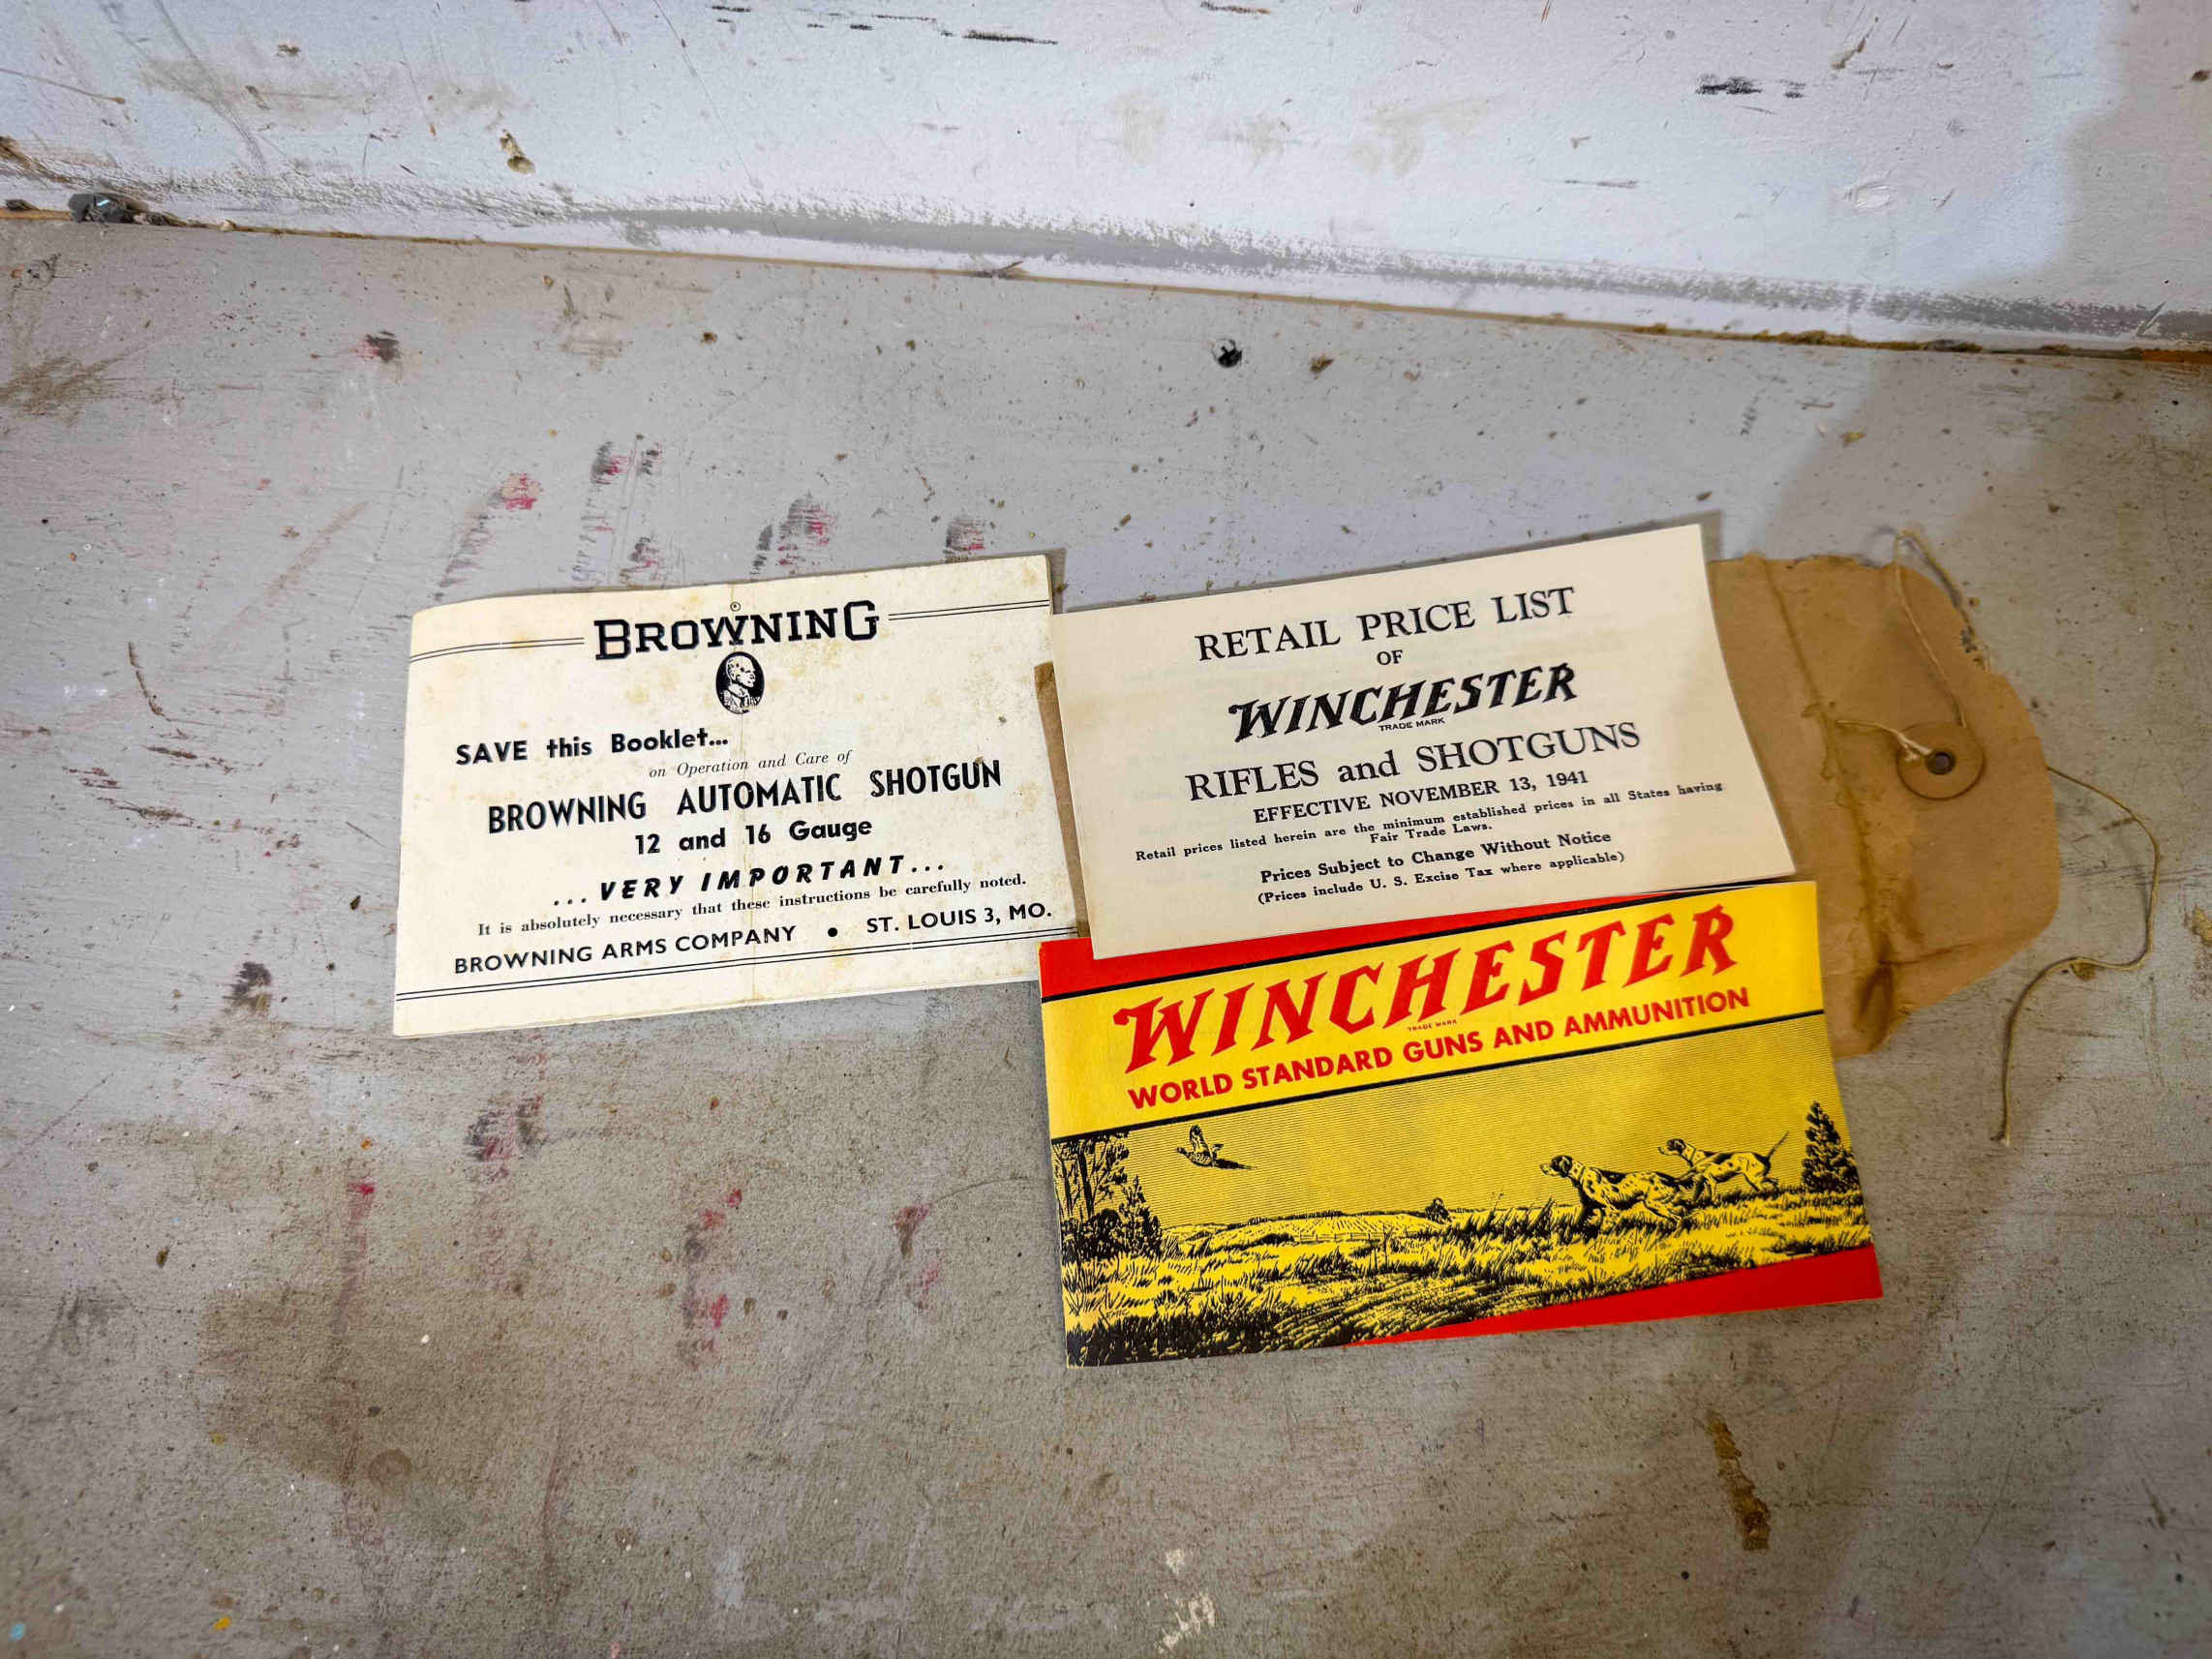 BROWNING
®
SAVE this Booklet...
on Operation and Care of
BROWNING AUTOMATIC SHOTGUN
12 and 16 Gauge
...VERY IMPORTANT...
It is absolutely necessary that these instructions be carefully noted.
BROWNING ARMS COMPANY • ST. LOUIS 3, MO.
RETAIL PRICE LIST
OF
WINCHESTER
TRADE MARK
RIFLES and SHOTGUNS
EFFECTIVE NOVEMBER 13, 1941
Retail prices listed herein are the minimum established prices in all States having
Fair Trade Laws.
Prices Subject to Change Without Notice
(Prices include U. S. Excise Tax where applicable)
WINCHESTER
TRADE MARK
WORLD STANDARD GUNS AND AMMUNITION